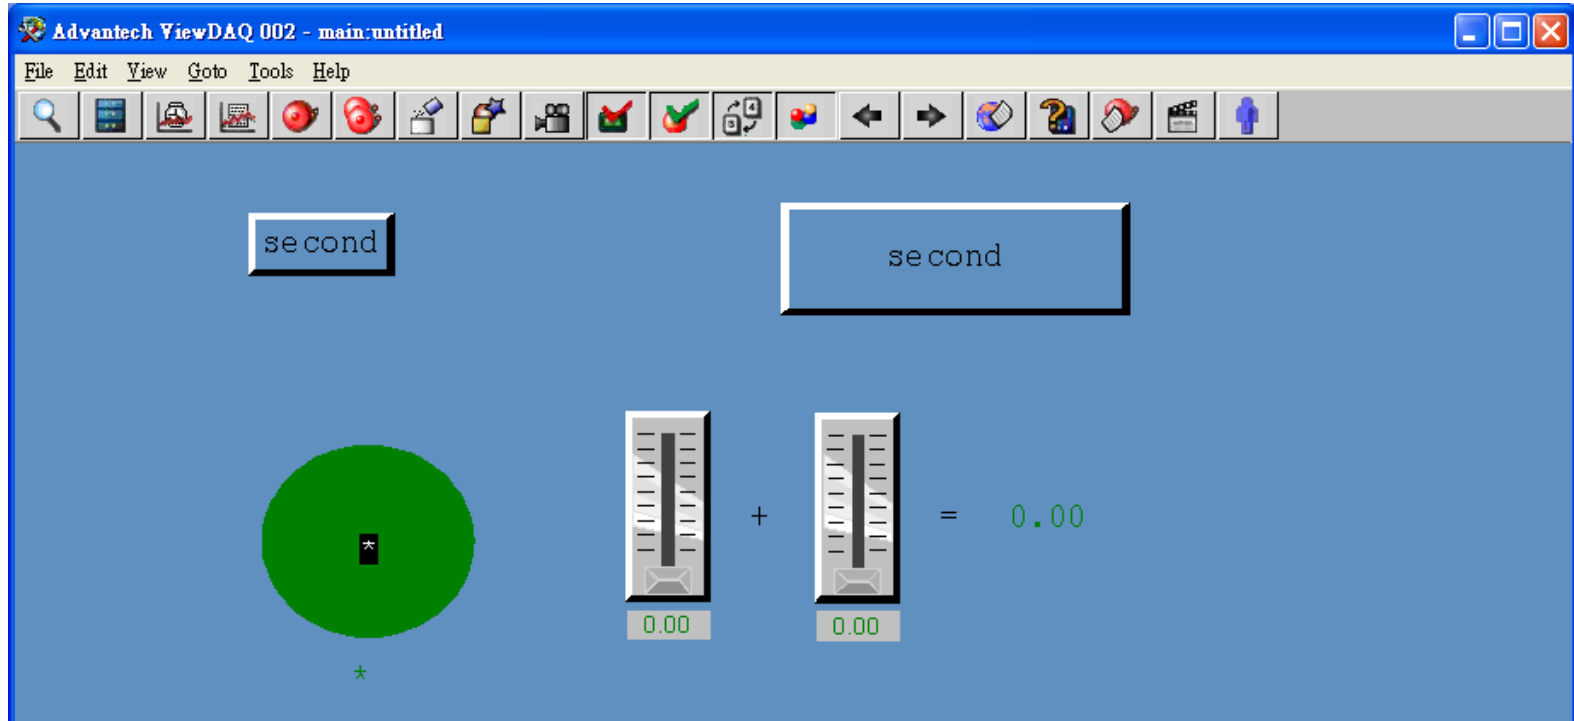 Advantech ViewDAQ 002 - main:untitled
File Edit View Goto Tools Help
second
second
+ = 0.00
*
0.00 0.00
*